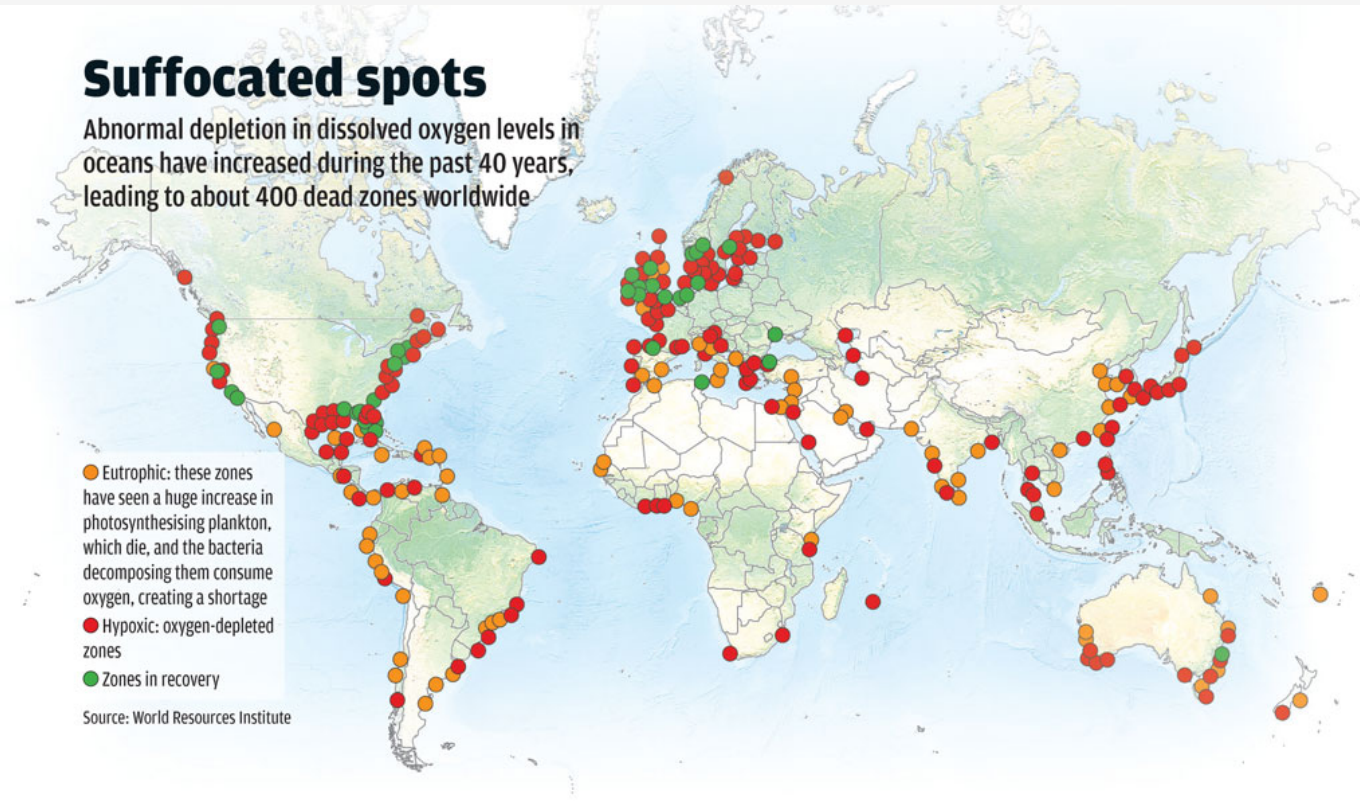 Suffocated spots
Abnormal depletion in dissolved oxygen levels in
oceans have increased during the past 40 years,
leading to about 400 dead zones worldwide
Eutrophic: these zones
have seen a huge increase in
photosynthesising plankton,
which die, and the bacteria
decomposing them consume
oxygen, creating a shortage
Hypoxic: oxygen-depleted
zones
Zones in recovery
Source: World Resources Institute